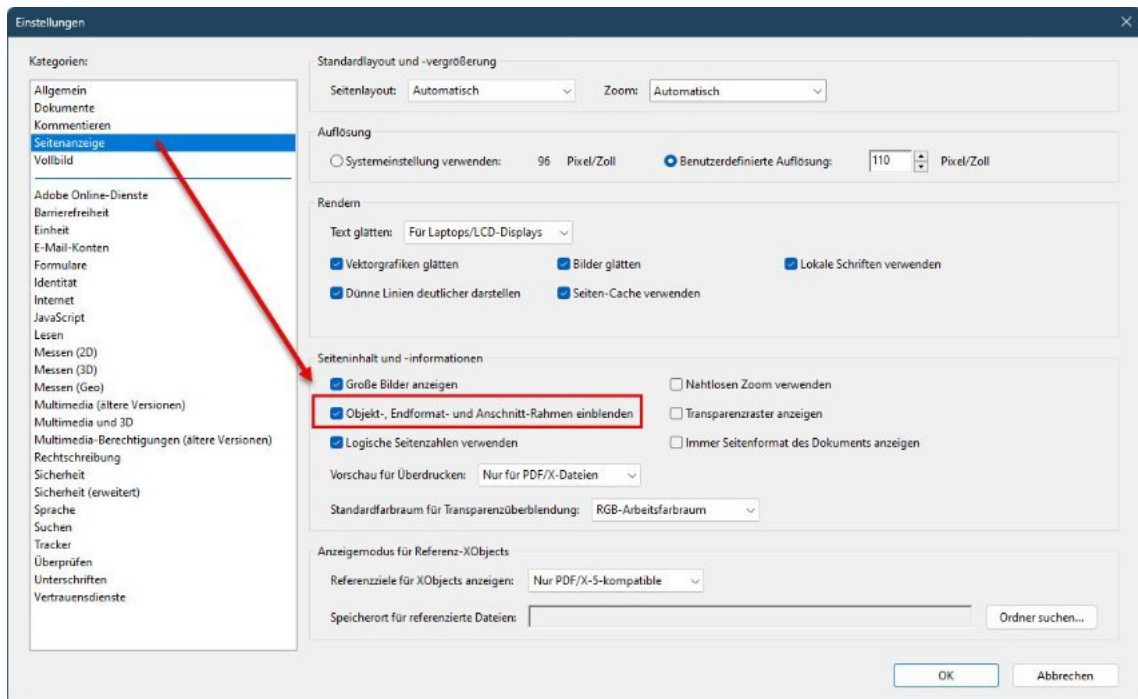 Einstellungen
Kategorien:
Allgemein
Dokumente
Kommentieren
Seitenanzeige
Vollbild
Adobe Online-Dienste
Barrierefreiheit
Einheit
E-Mail-Konten
Formulare
Identität
Internet
JavaScript
Lesen
Messen (2D)
Messen (3D)
Messen (Geo)
Multimedia (ältere Versionen)
Multimedia und 3D
Multimedia-Berechtigungen (ältere Versionen)
Rechtschreibung
Sicherheit
Sicherheit (erweitert)
Sprache
Suchen
Tracker
Überprüfen
Unterschriften
Vertrauensdienste
Standardlayout und -vergrößerung
Seitenlayout: Automatisch Zoom: Automatisch
Auflösung
Systemeinstellung verwenden: 96 Pixel/Zoll Benutzerdefinierte Auflösung: 110 Pixel/Zoll
Rendern
Text glätten: Für Laptops/LCD-Displays
Vektorgrafiken glätten Bilder glätten Lokale Schriften verwenden
Dünne Linien deutlicher darstellen Seiten-Cache verwenden
Seiteninhalt und -informationen
Große Bilder anzeigen Nahtlosen Zoom verwenden
Objekt-, Endformat- und Anschnitt-Rahmen einblenden Transparenzraster anzeigen
Logische Seitenzahlen verwenden Immer Seitenformat des Dokuments anzeigen
Vorschau für Überdrucken: Nur für PDF/X-Dateien
Standardfarbraum für Transparenzüberblendung: RGB-Arbeitsfarbraum
Anzeigemodus für Referenz-XObjects
Referenzziele für XObjects anzeigen: Nur PDF/X-5-kompatible
Speicherort für referenzierte Dateien: Ordner suchen...
OK Abbrechen